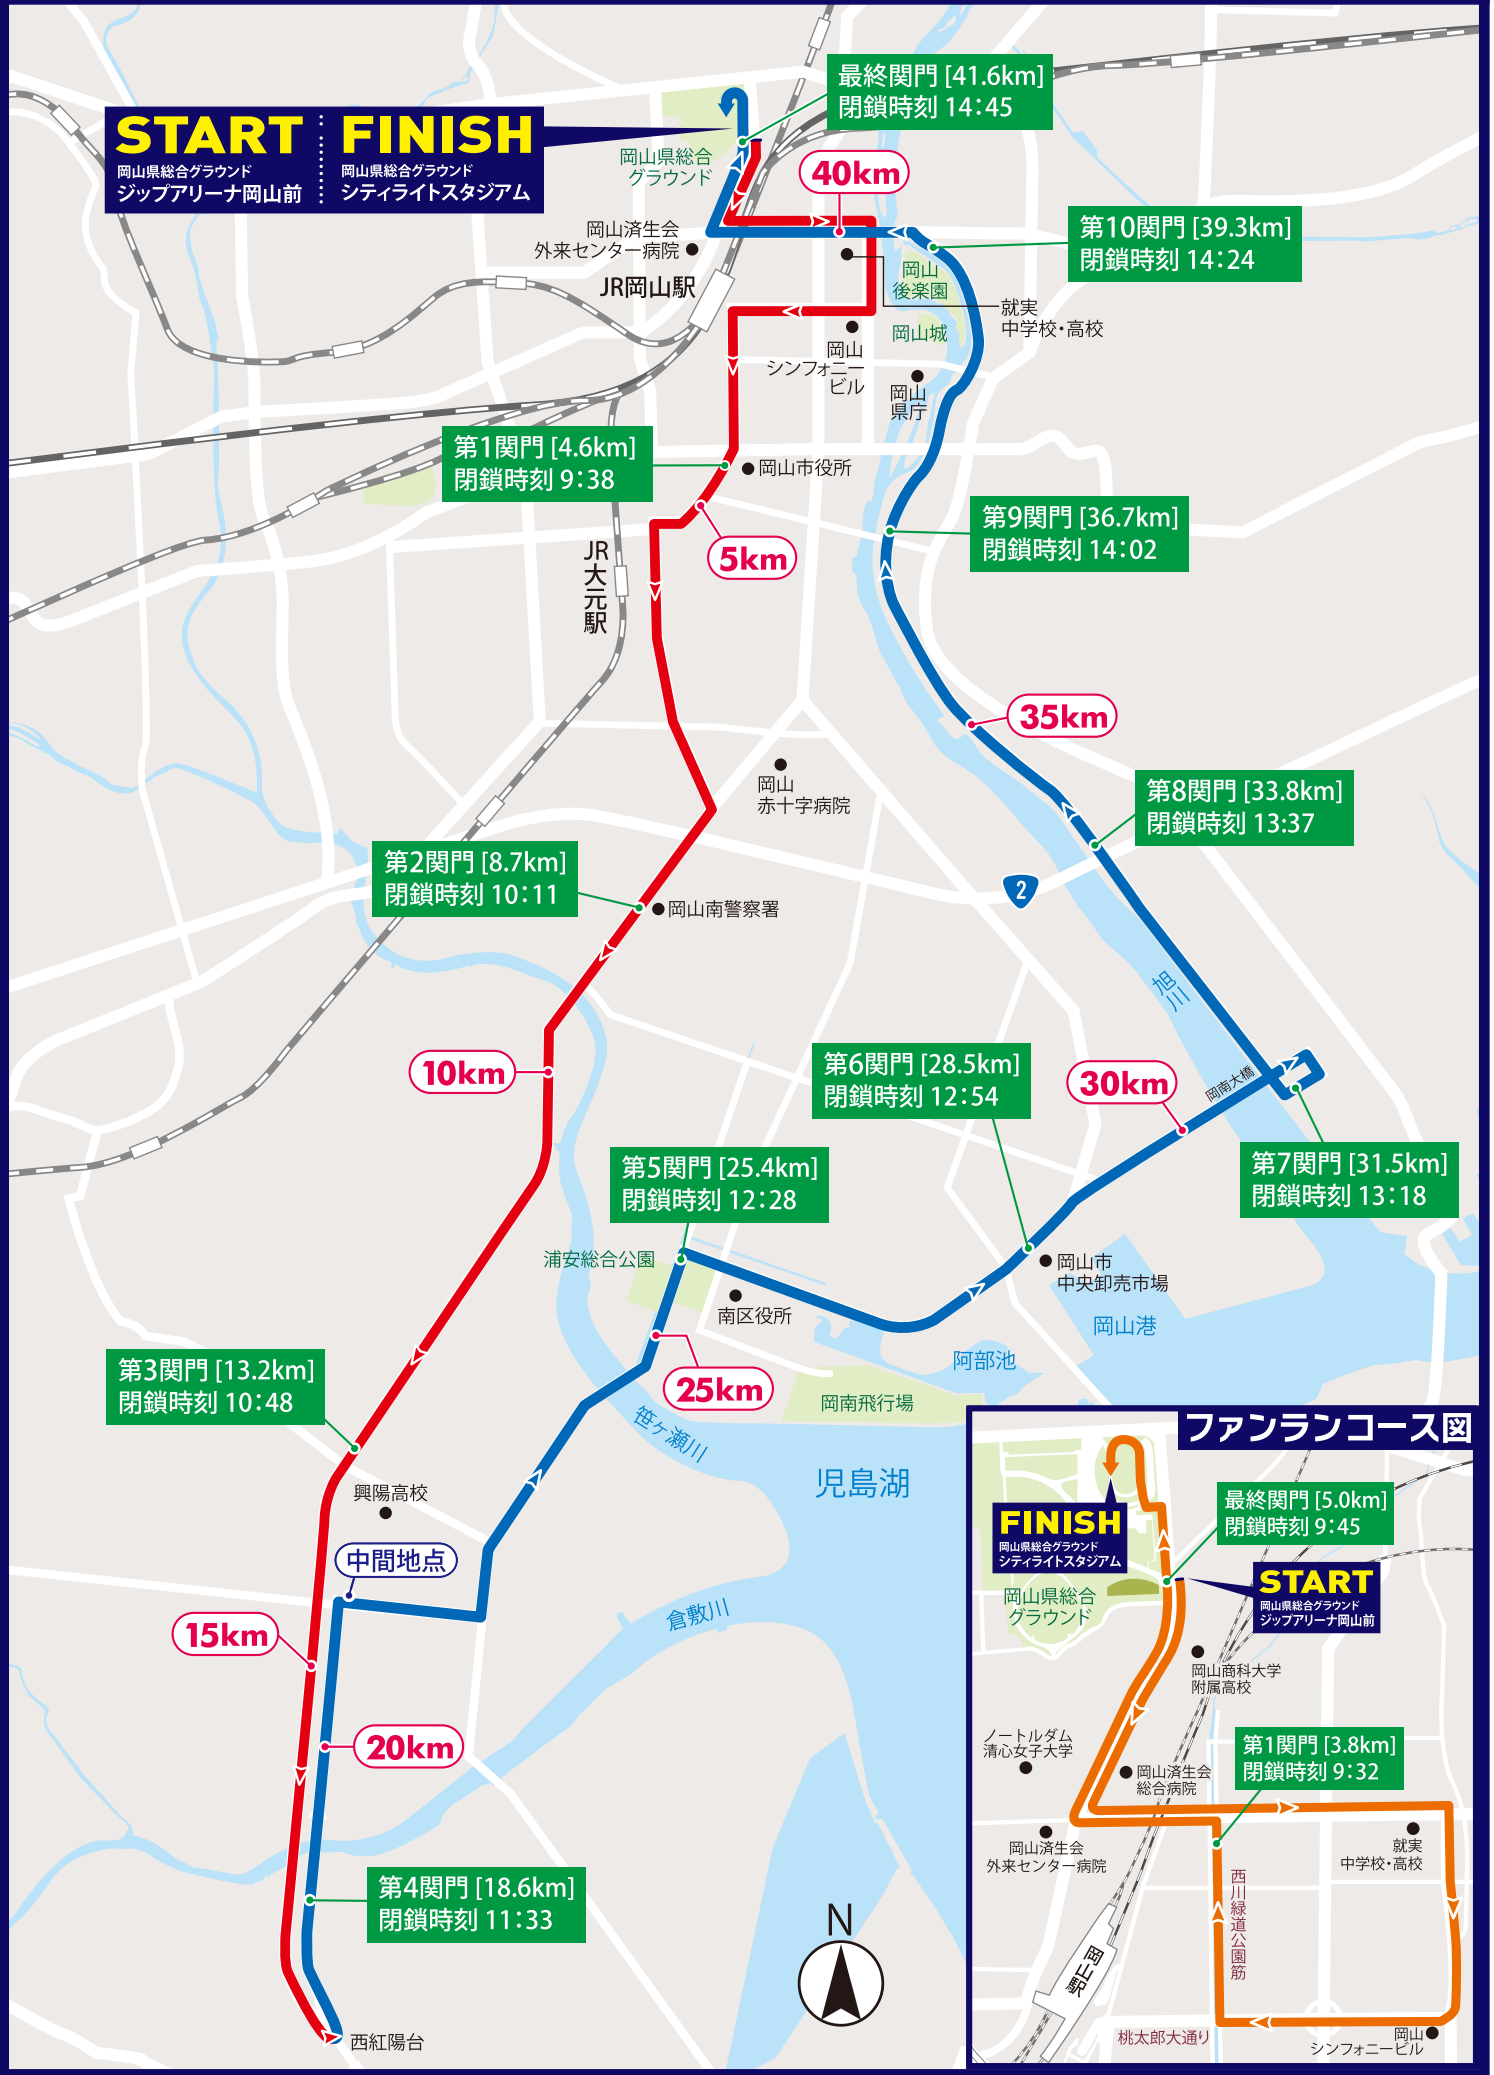 START
岡山県総合グラウンド
ジップアリーナ岡山前
FINISH
岡山県総合グラウンド
シティライトスタジアム
最終関門 [41.6km]
閉鎖時刻 14:45
岡山県総合
グラウンド
40km
第10関門 [39.3km]
閉鎖時刻 14:24
岡山済生会
外来センター病院
JR岡山駅
岡山
後楽園
就実
中学校・高校
岡山城
岡山
シンフォニー
ビル
岡山
県庁
第1関門 [4.6km]
閉鎖時刻 9:38
岡山市役所
第9関門 [36.7km]
閉鎖時刻 14:02
5km
JR大元駅
35km
岡山
赤十字病院
第8関門 [33.8km]
閉鎖時刻 13:37
第2関門 [8.7km]
閉鎖時刻 10:11
2
岡山南警察署
旭川
10km
第6関門 [28.5km]
閉鎖時刻 12:54
30km
岡南大橋
第5関門 [25.4km]
閉鎖時刻 12:28
第7関門 [31.5km]
閉鎖時刻 13:18
浦安総合公園
岡山市
中央卸売市場
南区役所
岡山港
阿部池
第3関門 [13.2km]
閉鎖時刻 10:48
25km
岡南飛行場
笹ヶ瀬川
児島湖
興陽高校
中間地点
倉敷川
15km
20km
第4関門 [18.6km]
閉鎖時刻 11:33
N
西紅陽台
ファンランコース図
最終関門 [5.0km]
閉鎖時刻 9:45
FINISH
岡山県総合グラウンド
シティライトスタジアム
START
岡山県総合グラウンド
ジップアリーナ岡山前
岡山県総合
グラウンド
岡山商科大学
附属高校
ノートルダム
清心女子大学
第1関門 [3.8km]
閉鎖時刻 9:32
岡山済生会
総合病院
岡山済生会
外来センター病院
就実
中学校・高校
西川緑道公園筋
岡山駅
桃太郎大通り
岡山
シンフォニービル